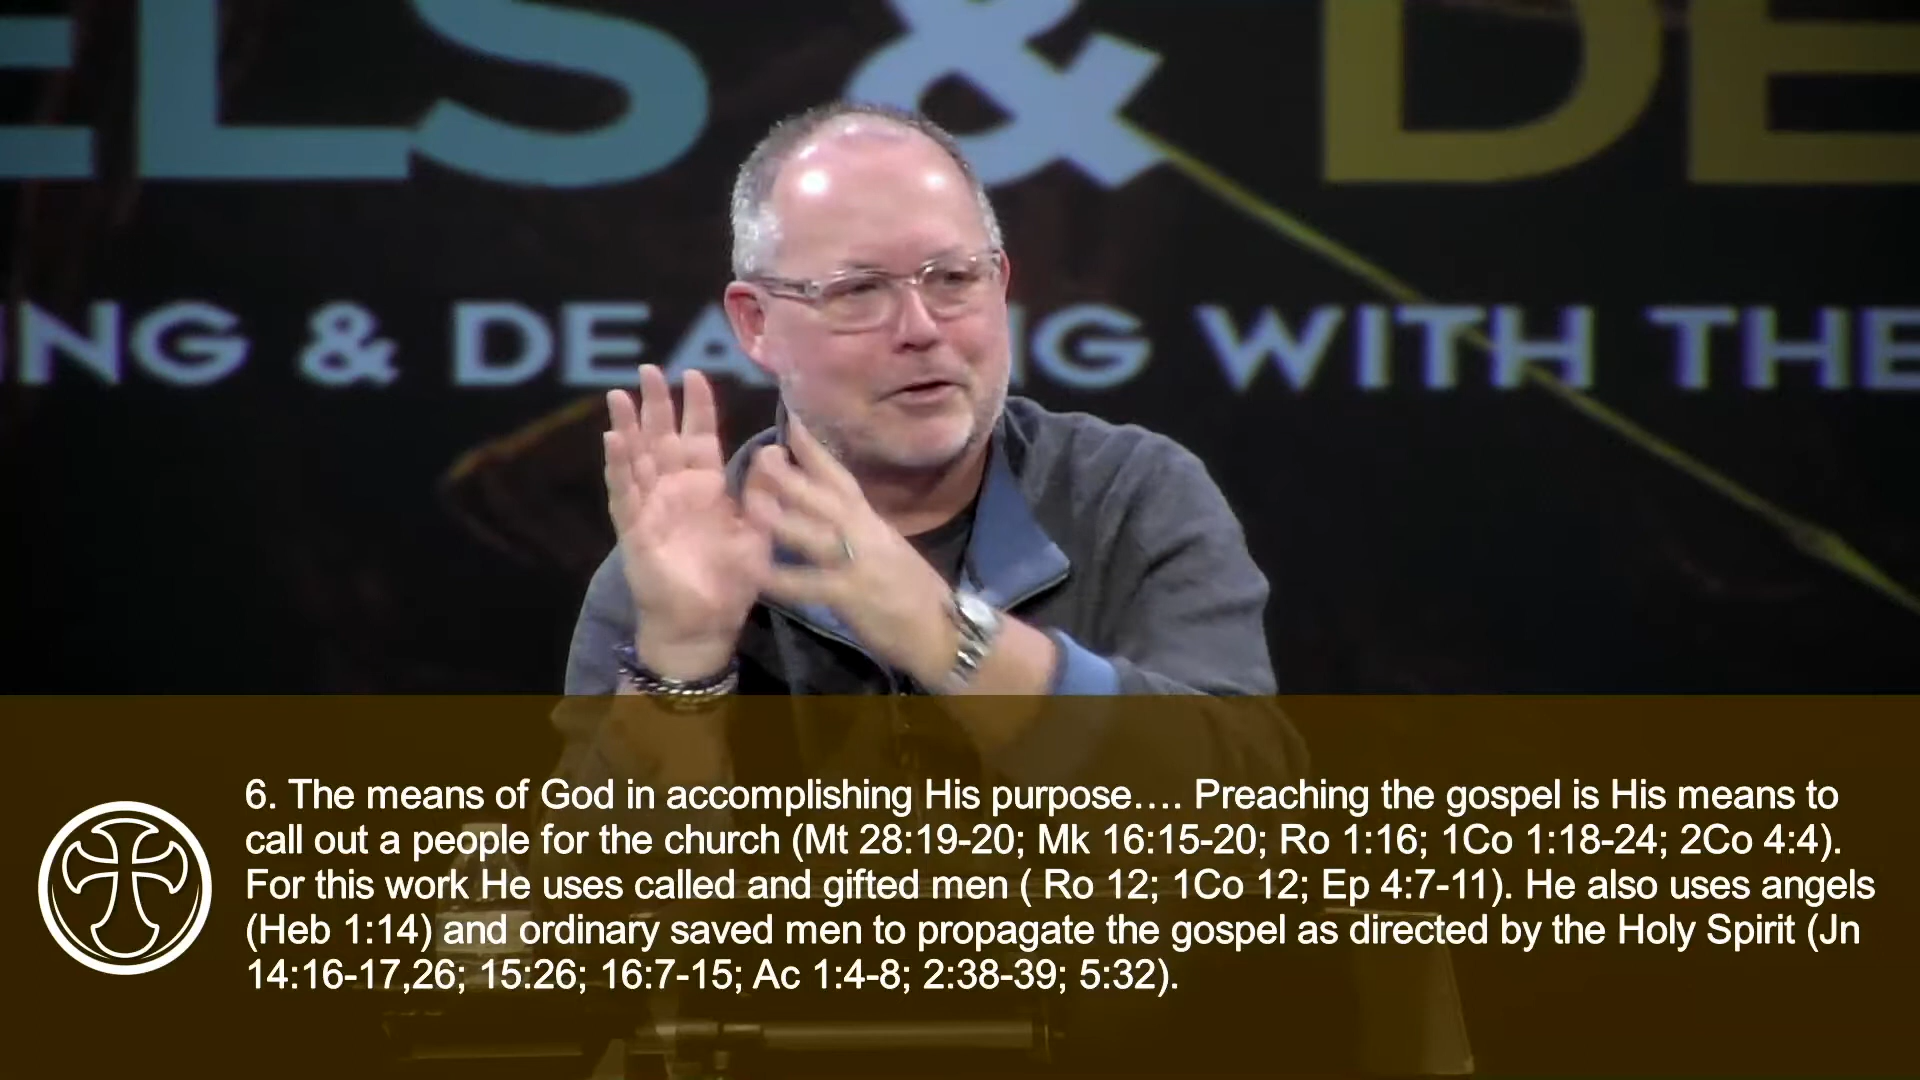 ELS & DE
ING & DEA NG WITH THE
6. The means of God in accomplishing His purpose…. Preaching the gospel is His means to
call out a people for the church (Mt 28:19-20; Mk 16:15-20; Ro 1:16; 1Co 1:18-24; 2Co 4:4).
For this work He uses called and gifted men ( Ro 12; 1Co 12; Ep 4:7-11). He also uses angels
(Heb 1:14) and ordinary saved men to propagate the gospel as directed by the Holy Spirit (Jn
14:16-17,26; 15:26; 16:7-15; Ac 1:4-8; 2:38-39; 5:32).